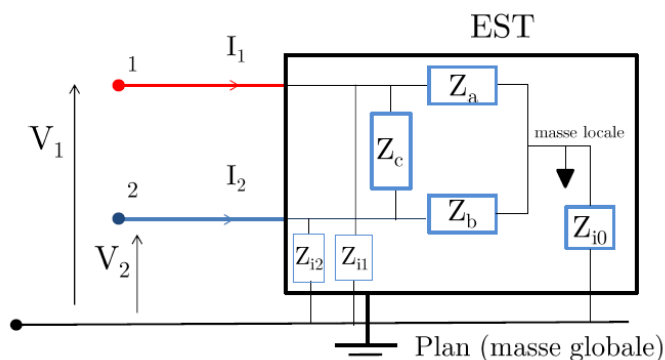 EST
1
I1
Za
V1
masse locale
Zc
2
I2
Zb
Zi0
V2
Zi2
Zi1
Plan (masse globale)